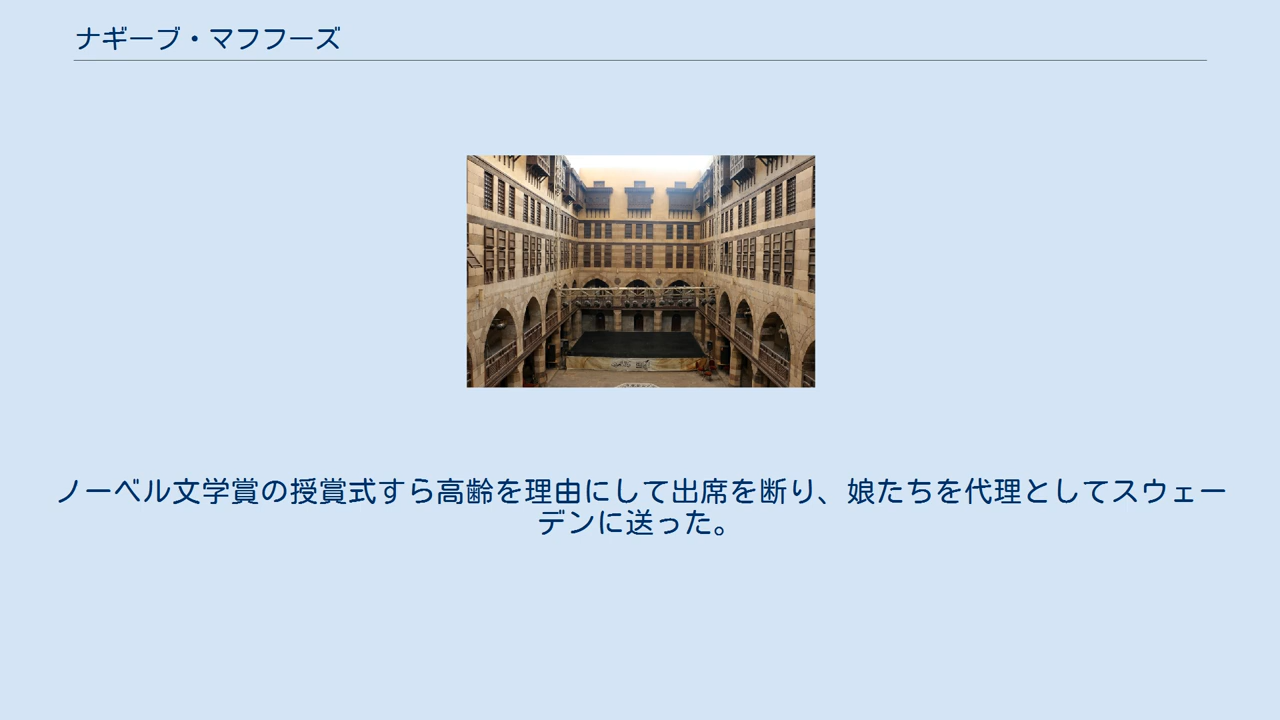 ナギーブ・マフフーズ
ノーベル文学賞の授賞式すら高齢を理由にして出席を断り、娘たちを代理としてスウェー
デンに送った。